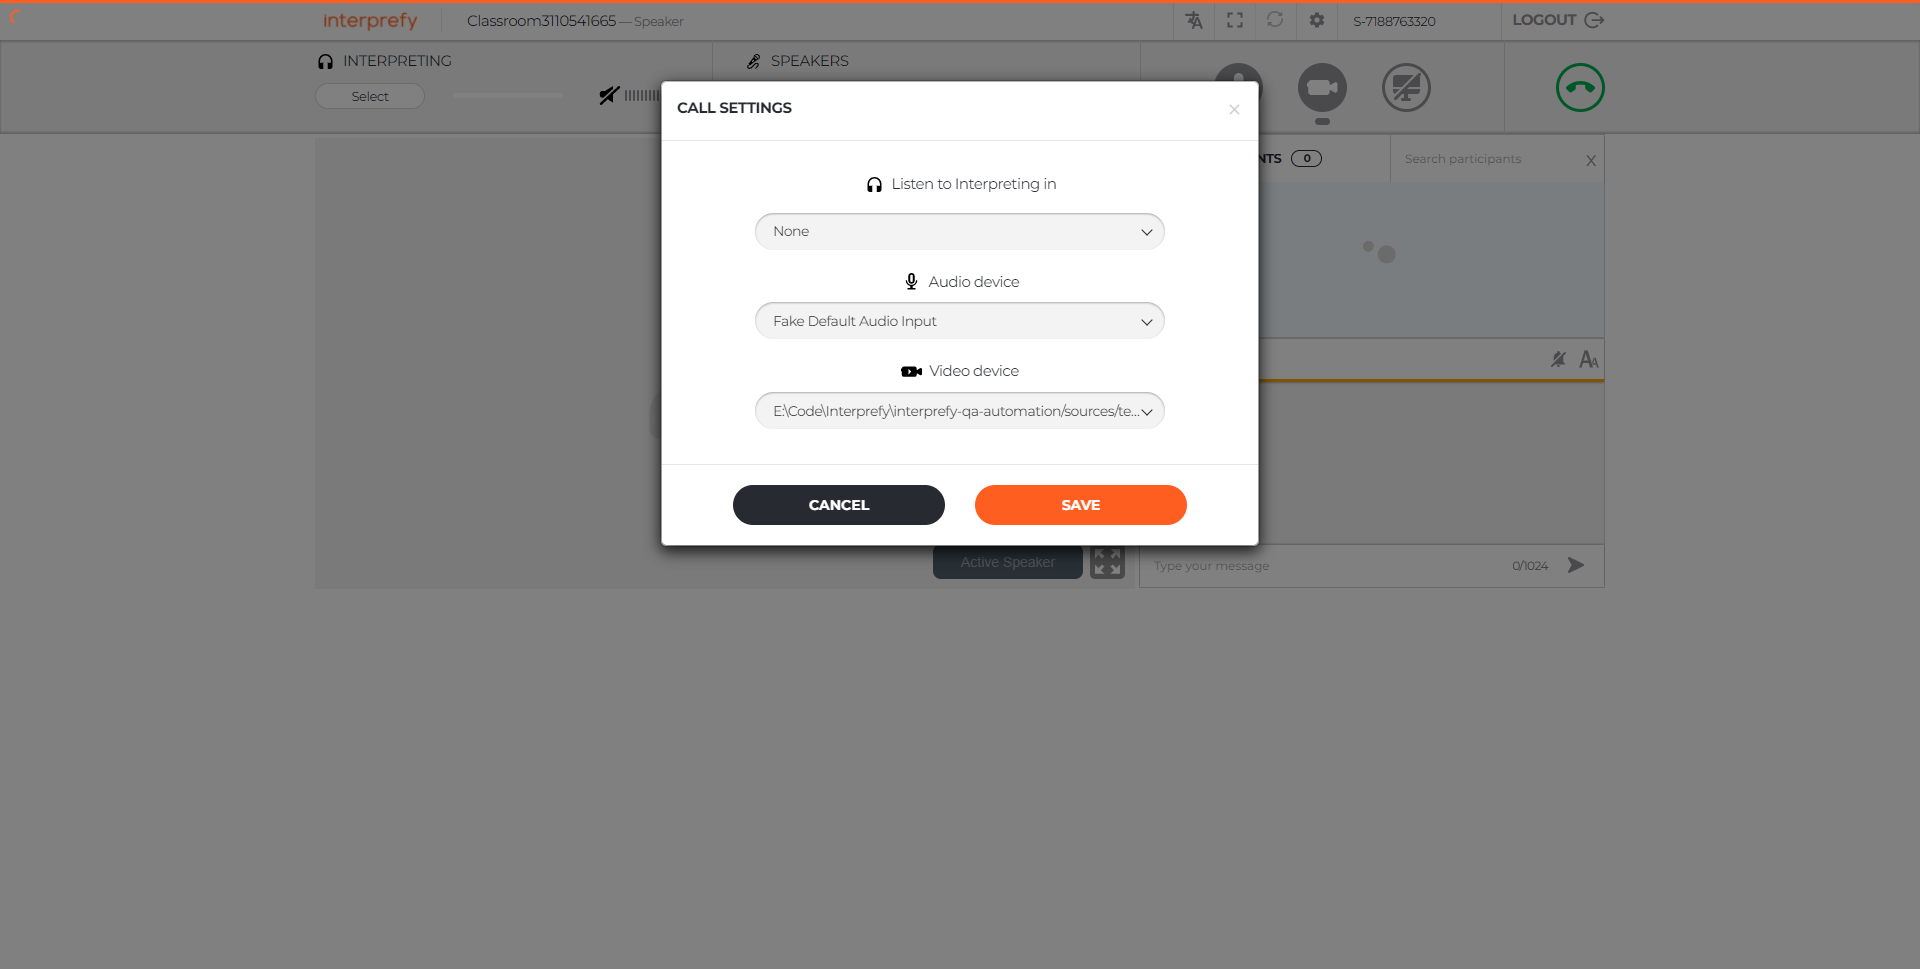 interprefy
Classroom3110541665 — Speaker
S-7188763320
LOGOUT
INTERPRETING
SPEAKERS
Select
CALL SETTINGS
×
NTS
0
Search participants
X
Listen to Interpreting in
None
Audio device
Fake Default Audio Input
Video device
E:\Code\Interprefy\interprefy-qa-automation/sources/te...
CANCEL
SAVE
Active Speaker
Type your message
0/1024